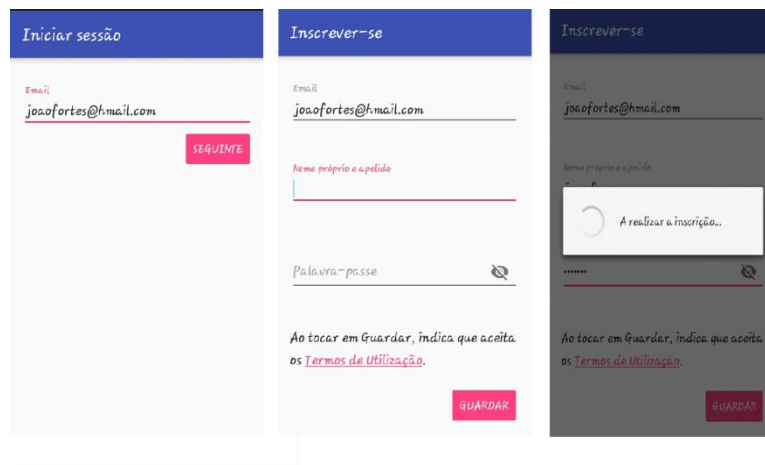 Iniciar sessão
Email
joaofortes@hmail.com
SEGUINTE
Inscrever-se
Email
joaofortes@hmail.com
Nome próprio e apelido
Palavra-passe
Ao tocar em Guardar, indica que aceita
os Termos de Utilização.
GUARDAR
Inscrever-se
Email
joaofortes@hmail.com
Nome próprio e apelido
A realizar a inscrição...
Ao tocar em Guardar, indica que aceita
os Termos de Utilização.
GUARDAR